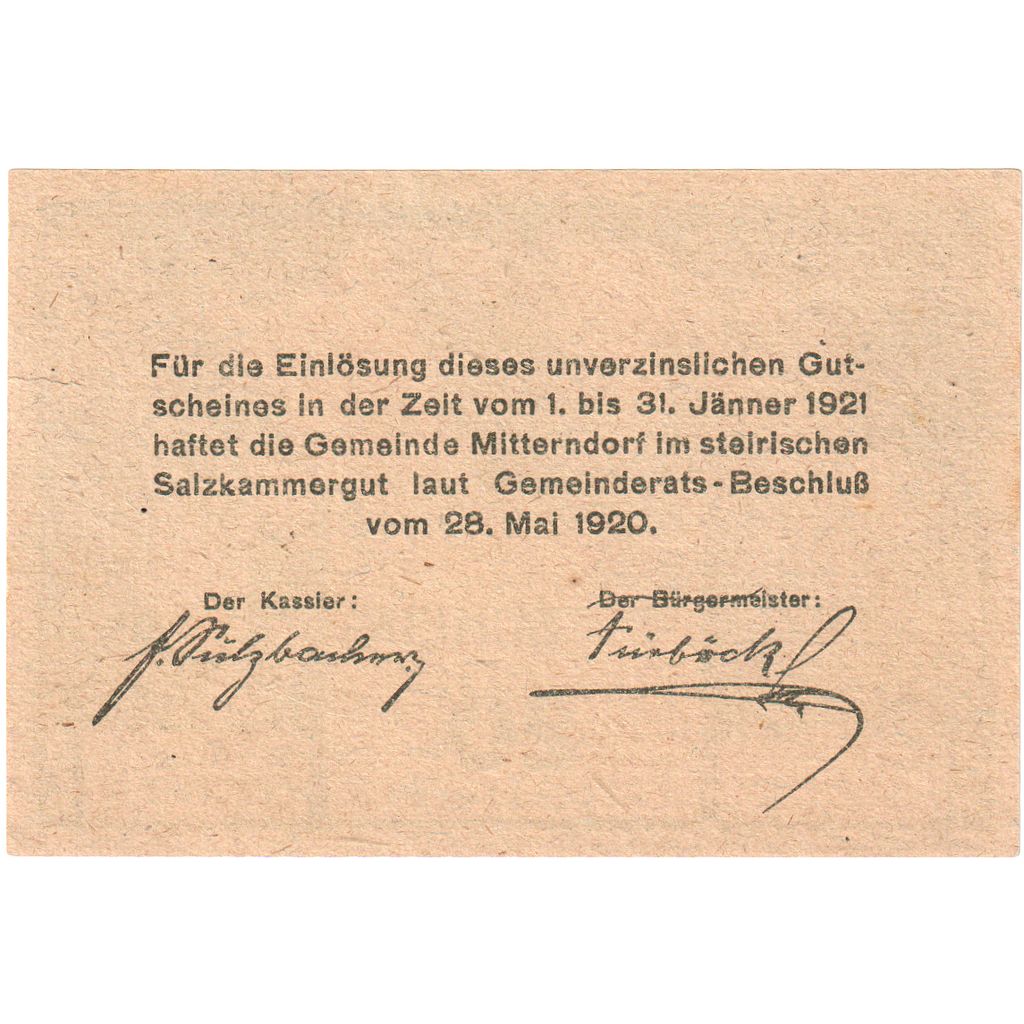 Für die Einlösung dieses unverzinslichen Gut-
scheines in der Zeit vom 1. bis 31. Jänner 1921
haftet die Gemeinde Mitterndorf im steirischen
Salzkammergut laut Gemeinderats-Beschluß
vom 28. Mai 1920.
Der Kassier: Der Bürgermeister:
Sulzbacher